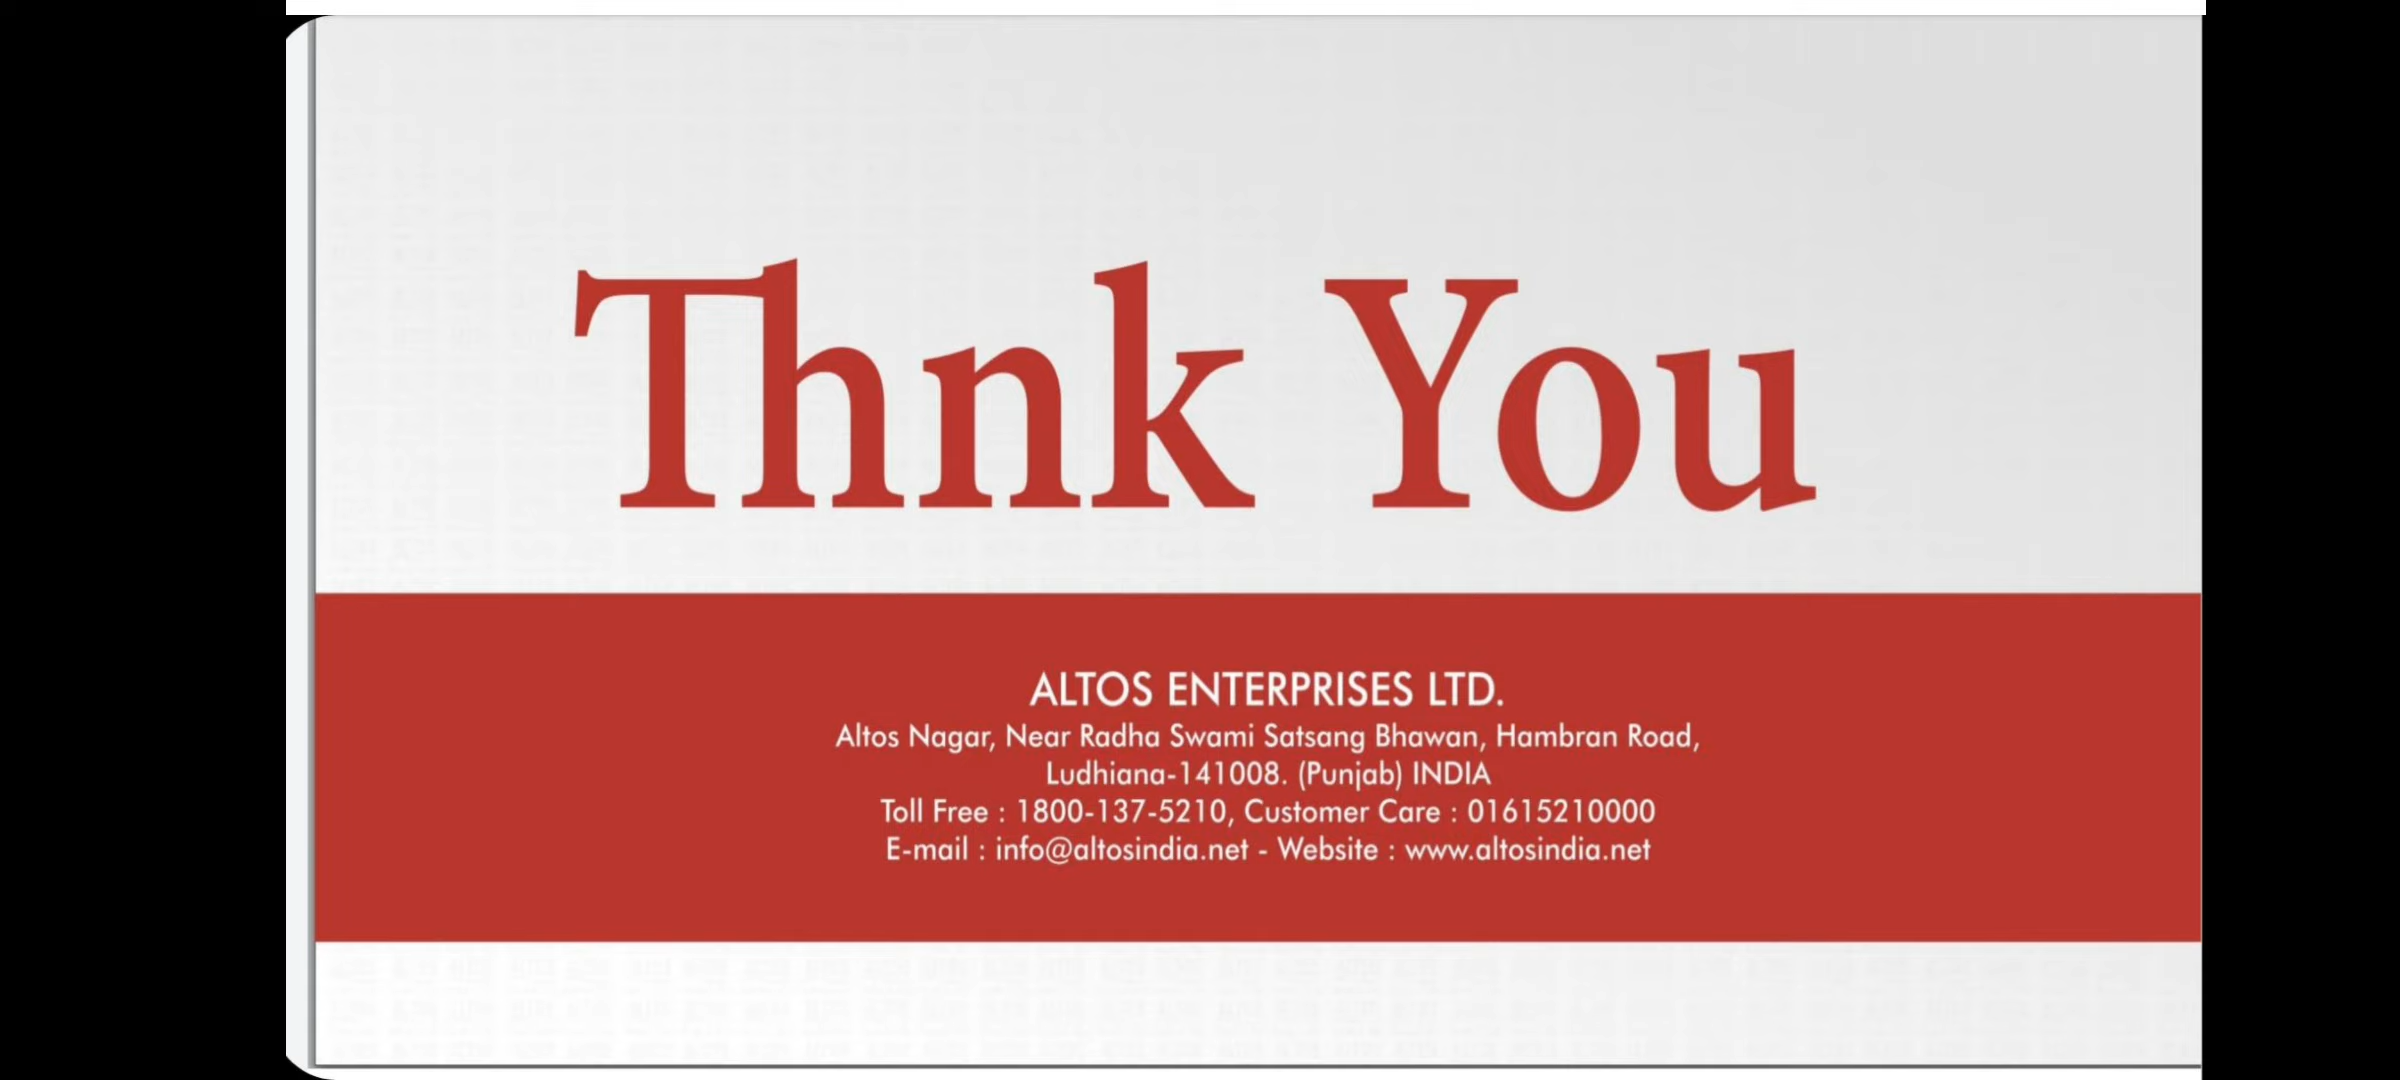 Thnk You
ALTOS ENTERPRISES LTD.
Altos Nagar, Near Radha Swami Satsang Bhawan, Hambran Road,
Ludhiana-141008. (Punjab) INDIA
Toll Free : 1800-137-5210, Customer Care : 01615210000
E-mail : info@altosindia.net - Website : www.altosindia.net